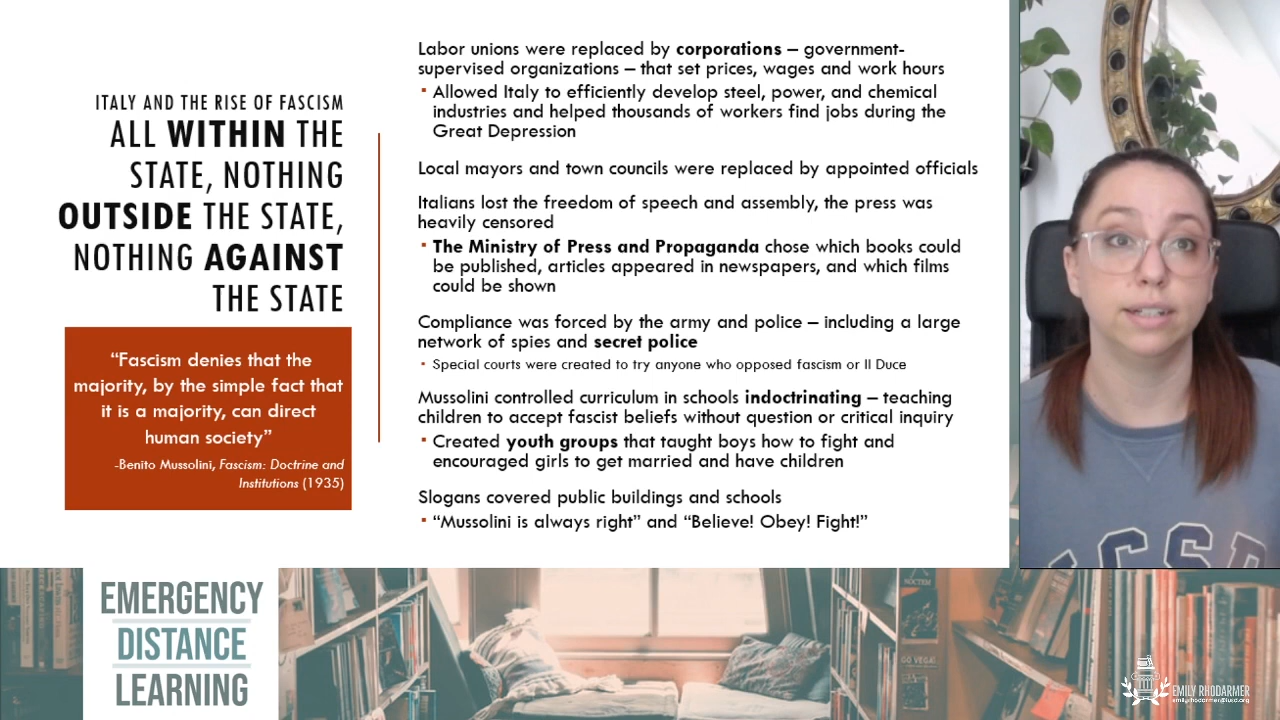 ITALY AND THE RISE OF FASCISM
ALL WITHIN THE
STATE, NOTHING
OUTSIDE THE STATE,
NOTHING AGAINST
THE STATE
“Fascism denies that the
majority, by the simple fact that
it is a majority, can direct
human society”
-Benito Mussolini, Fascism: Doctrine and
Institutions (1935)
Labor unions were replaced by corporations – government-
supervised organizations – that set prices, wages and work hours
▪ Allowed Italy to efficiently develop steel, power, and chemical
industries and helped thousands of workers find jobs during the
Great Depression
Local mayors and town councils were replaced by appointed officials
Italians lost the freedom of speech and assembly, the press was
heavily censored
▪ The Ministry of Press and Propaganda chose which books could
be published, articles appeared in newspapers, and which films
could be shown
Compliance was forced by the army and police – including a large
network of spies and secret police
▪ Special courts were created to try anyone who opposed fascism or Il Duce
Mussolini controlled curriculum in schools indoctrinating – teaching
children to accept fascist beliefs without question or critical inquiry
▪ Created youth groups that taught boys how to fight and
encouraged girls to get married and have children
Slogans covered public buildings and schools
▪ “Mussolini is always right” and “Believe! Obey! Fight!”
EMERGENCY
DISTANCE
LEARNING
NOCTEM
GO VEGAN
EMILY RHODARMER